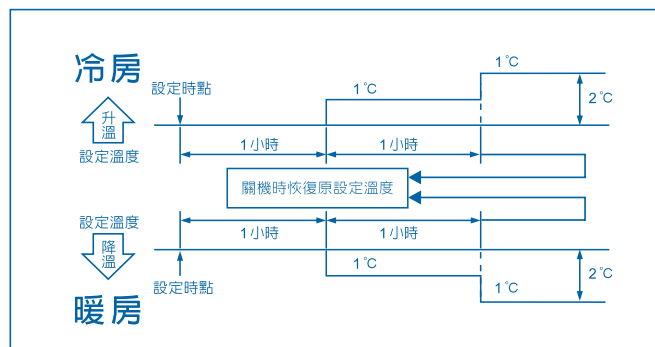 冷房
升溫
設定溫度
設定時點
1℃
1℃
2℃
1小時
1小時
關機時恢復原設定溫度
設定溫度
降溫
暖房
1小時
1小時
設定時點
1℃
1℃
2℃